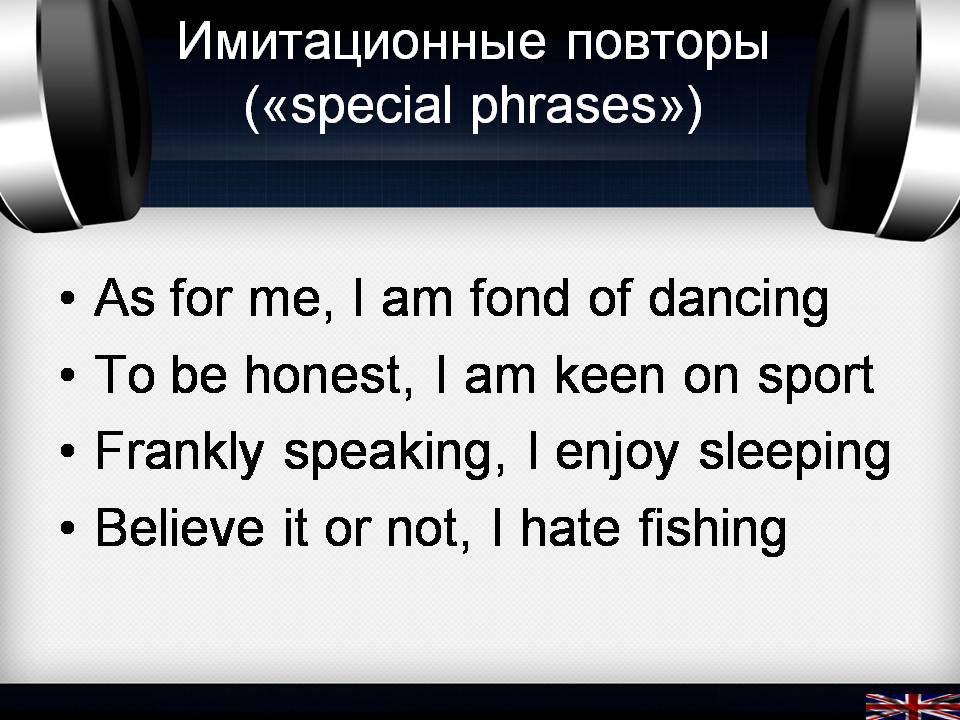 Имитационные повторы
(«special phrases»)
• As for me, I am fond of dancing
• To be honest, I am keen on sport
• Frankly speaking, I enjoy sleeping
• Believe it or not, I hate fishing